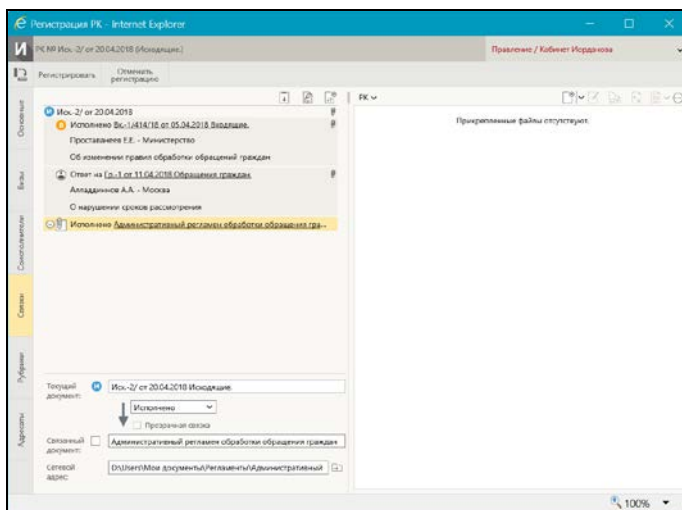 Регистрация РК - Internet Explorer
И
РК № Исх.-2/ от 20.04.2018 (Исходящие.)
Правление / Кабинет Иорданова
Регистрировать
Отменить
регистрацию
Основные
Визы
Соисполнители
Связки
Рубрики
Адресаты
Исх.-2/ от 20.04.2018
Исполнено Вх.-1/414/18 от 05.04.2018 Входящие.
Проставанеев Е.Е. - Министерство
Об изменении правил обработки обращений граждан
Ответ на Гр.-1 от 11.04.2018 Обращения граждан.
Алладдинов А.А. - Москва
О нарушении сроков рассмотрения
Исполнено Административный регламент обработки обращения гра...
РК
Прикрепленные файлы отсутствуют.
Текущий
документ:
Исх.-2/ от 20.04.2018 Исходящие.
Исполнено
Прозрачная связка
Связанный
документ:
Административный регламен обработки обращения граждан
Сетевой
адрес:
D:\Users\Мои документы\Регламенты\Административный
100%